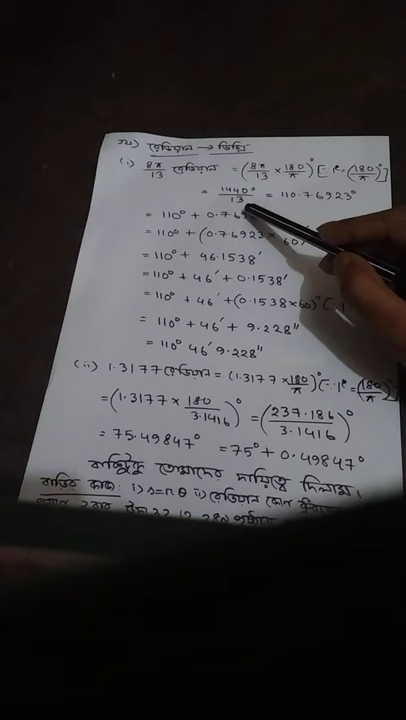 রেডিয়ান → ডিগ্রি
(i) 8π/13 রেডিয়ান = (8π/13 × 180/π)° [∵ 1ᶜ = (180/π)°]
= 1440°/13 = 110.76923°
= 110° + 0.769
= 110° + (0.76923 × 60)′
= 110° + 46.1538′
= 110° + 46′ + 0.1538′
= 110° + 46′ + (0.1538×60)″ [
= 110° + 46′ + 9.228″
= 110° 46′ 9.228″
(ii) 1.3177 রেডিয়ান = (1.3177 × 180/π)° [∵ 1ᶜ = (180/π)
= (1.3177 × 180/3.1416)° = (237.186/3.1416)°
= 75.49847° = 75° + 0.49847°
বাকিটুকু তোমাদের দায়িত্বে দিলাম।
বাড়ির কাজ: i) s=rθ ii) রেডিয়ান কোণ